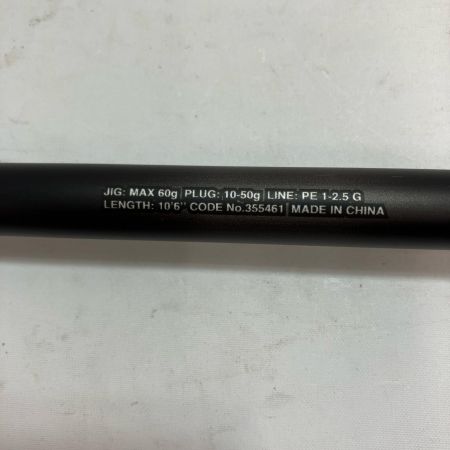 JIG: MAX 60g PLUG: 10-50g LINE: PE 1-2.5 G
LENGTH: 10'6" CODE No.355461 MADE IN CHINA